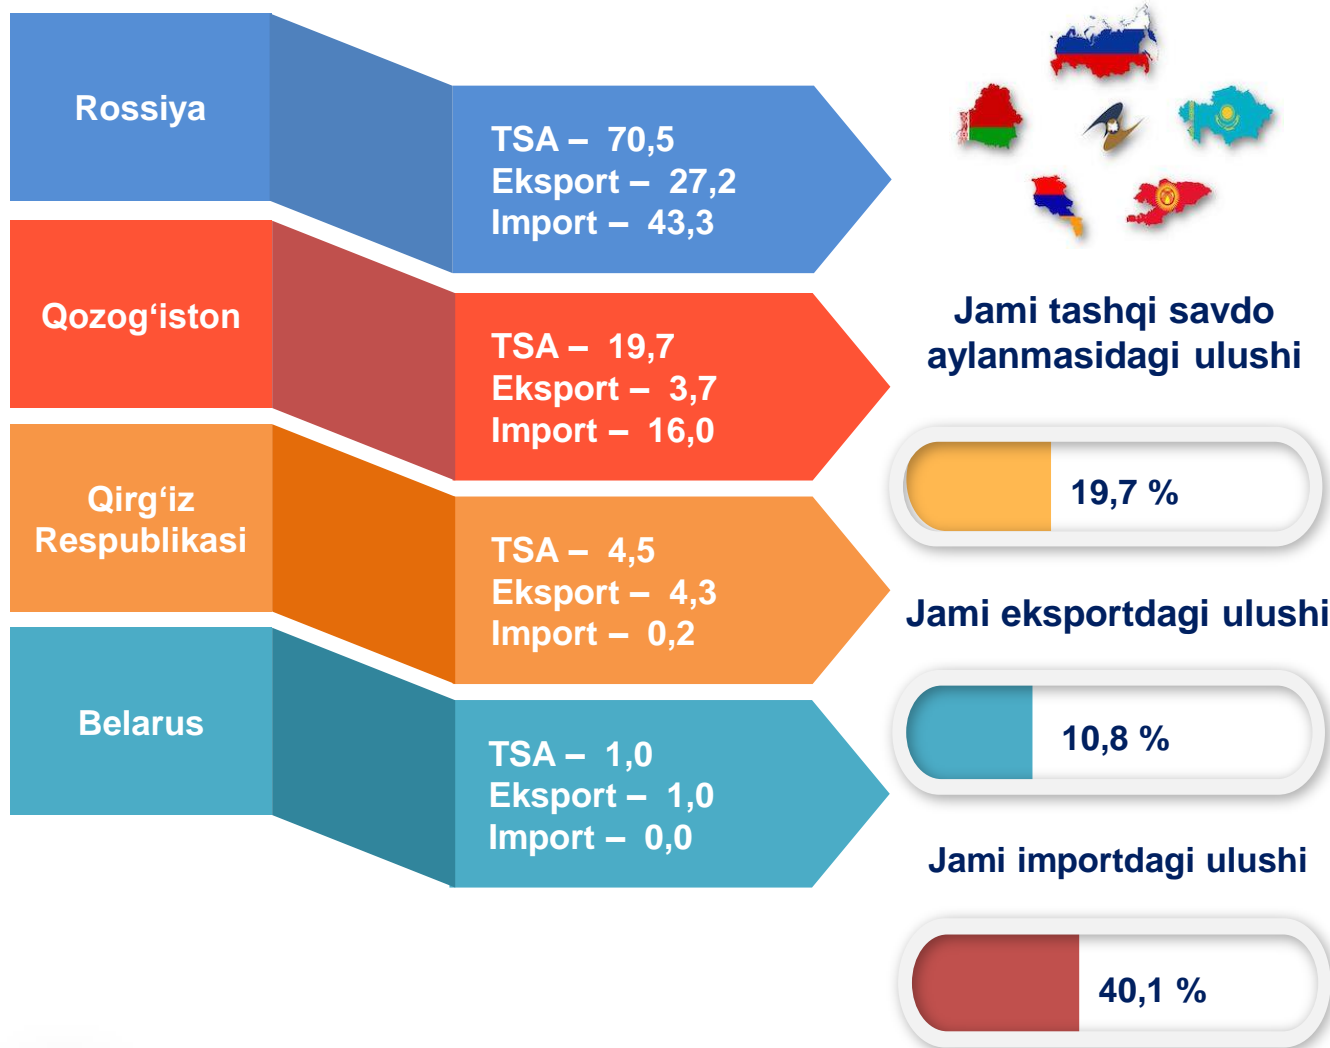 Rossiya
TSA – 70,5
Eksport – 27,2
Import – 43,3
Qozog‘iston
TSA – 19,7
Eksport – 3,7
Import – 16,0
Qirg‘iz
Respublikasi
TSA – 4,5
Eksport – 4,3
Import – 0,2
Belarus
TSA – 1,0
Eksport – 1,0
Import – 0,0
Jami tashqi savdo
aylanmasidagi ulushi
19,7 %
Jami eksportdagi ulushi
10,8 %
Jami importdagi ulushi
40,1 %